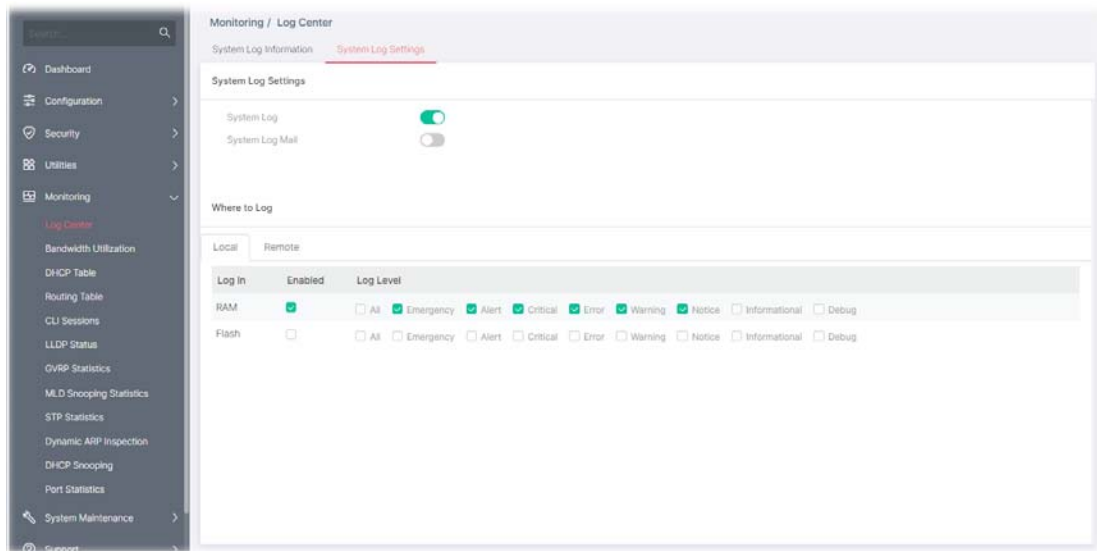 Search...
Dashboard
Configuration
Security
Utilities
Monitoring
Log Center
Bandwidth Utilization
DHCP Table
Routing Table
CLI Sessions
LLDP Status
GVRP Statistics
MLD Snooping Statistics
STP Statistics
Dynamic ARP Inspection
DHCP Snooping
Port Statistics
System Maintenance
Support
Monitoring / Log Center
System Log Information System Log Settings
System Log Settings
System Log
System Log Mail
Where to Log
Local Remote
Log In Enabled Log Level
RAM All Emergency Alert Critical Error Warning Notice Informational Debug
Flash All Emergency Alert Critical Error Warning Notice Informational Debug